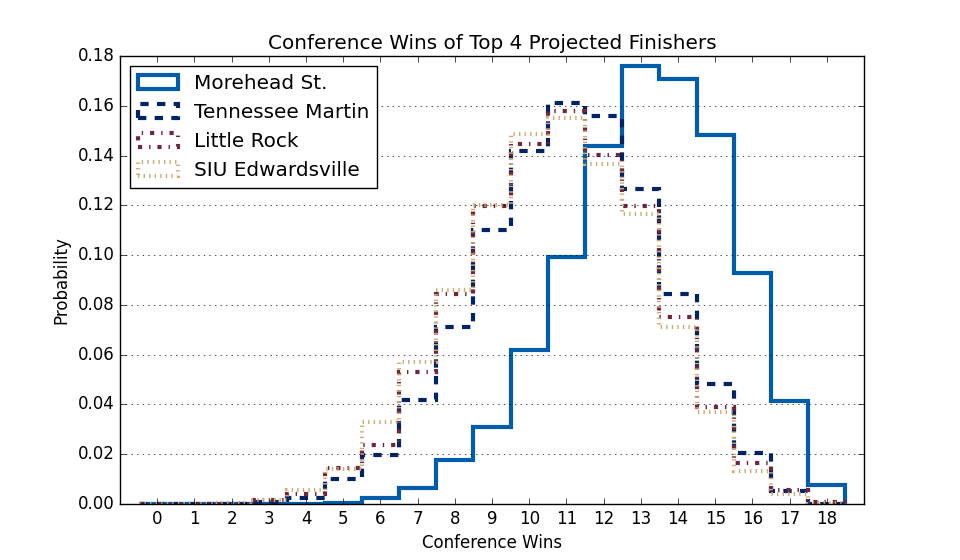 Conference Wins of Top 4 Projected Finishers
Morehead St.
Tennessee Martin
Little Rock
SIU Edwardsville
Probability
0.18
0.16
0.14
0.12
0.10
0.08
0.06
0.04
0.02
0.00
0 1 2 3 4 5 6 7 8 9 10 11 12 13 14 15 16 17 18
Conference Wins